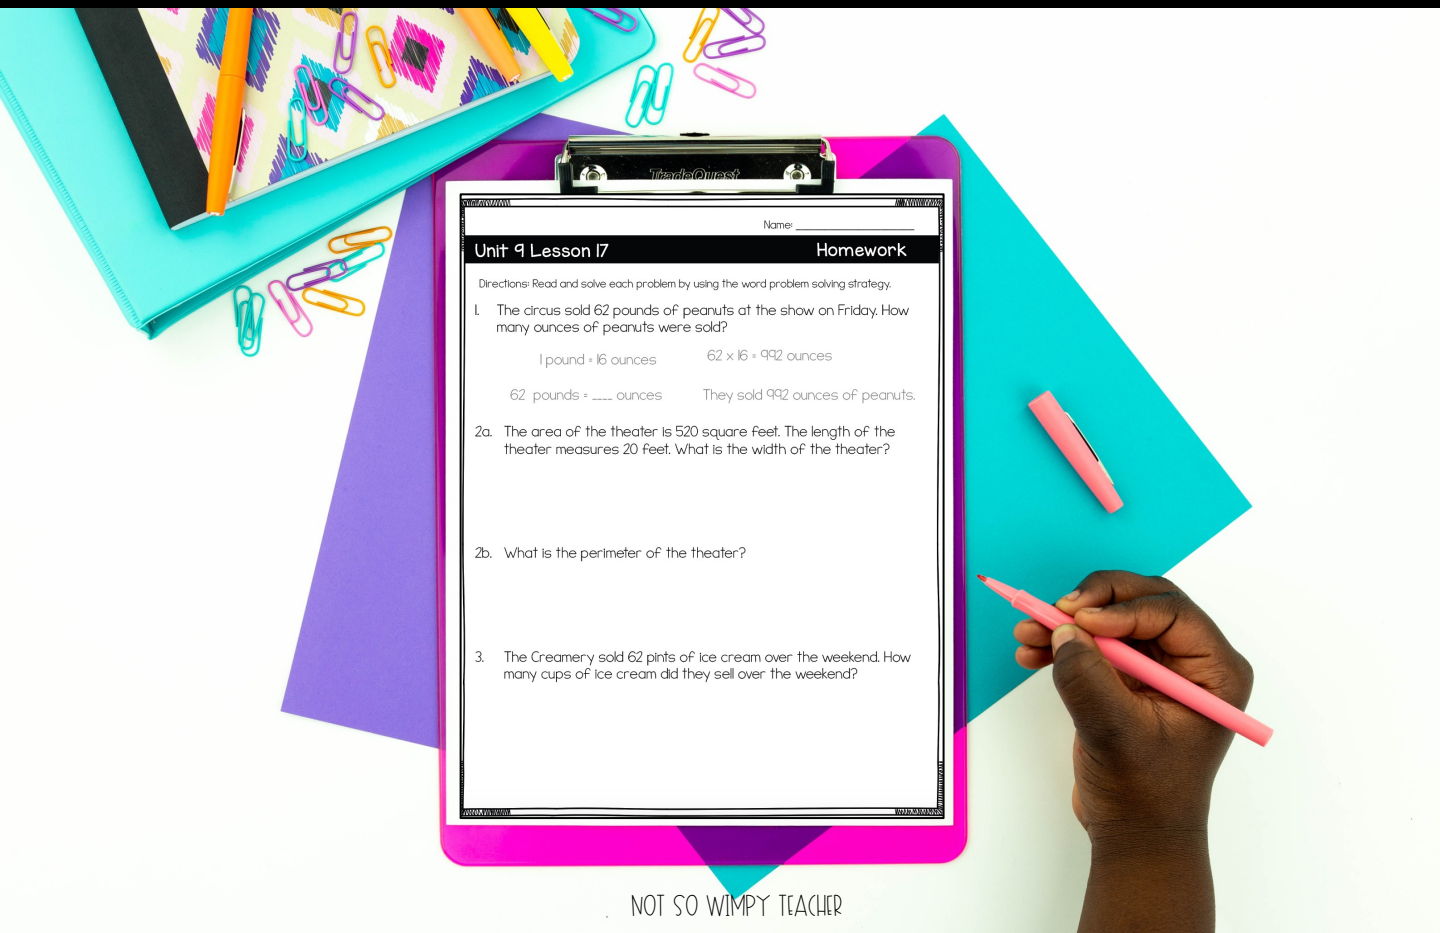 TradeQuest
Name: ____________________
Unit 9 Lesson 17 Homework
Directions: Read and solve each problem by using the word problem solving strategy.
1. The circus sold 62 pounds of peanuts at the show on Friday. How
many ounces of peanuts were sold?
1 pound = 16 ounces 62 x 16 = 992 ounces
62 pounds = ____ ounces They sold 992 ounces of peanuts.
2a. The area of the theater is 520 square feet. The length of the
theater measures 20 feet. What is the width of the theater?
2b. What is the perimeter of the theater?
3. The Creamery sold 62 pints of ice cream over the weekend. How
many cups of ice cream did they sell over the weekend?
NOT SO WIMPY TEACHER